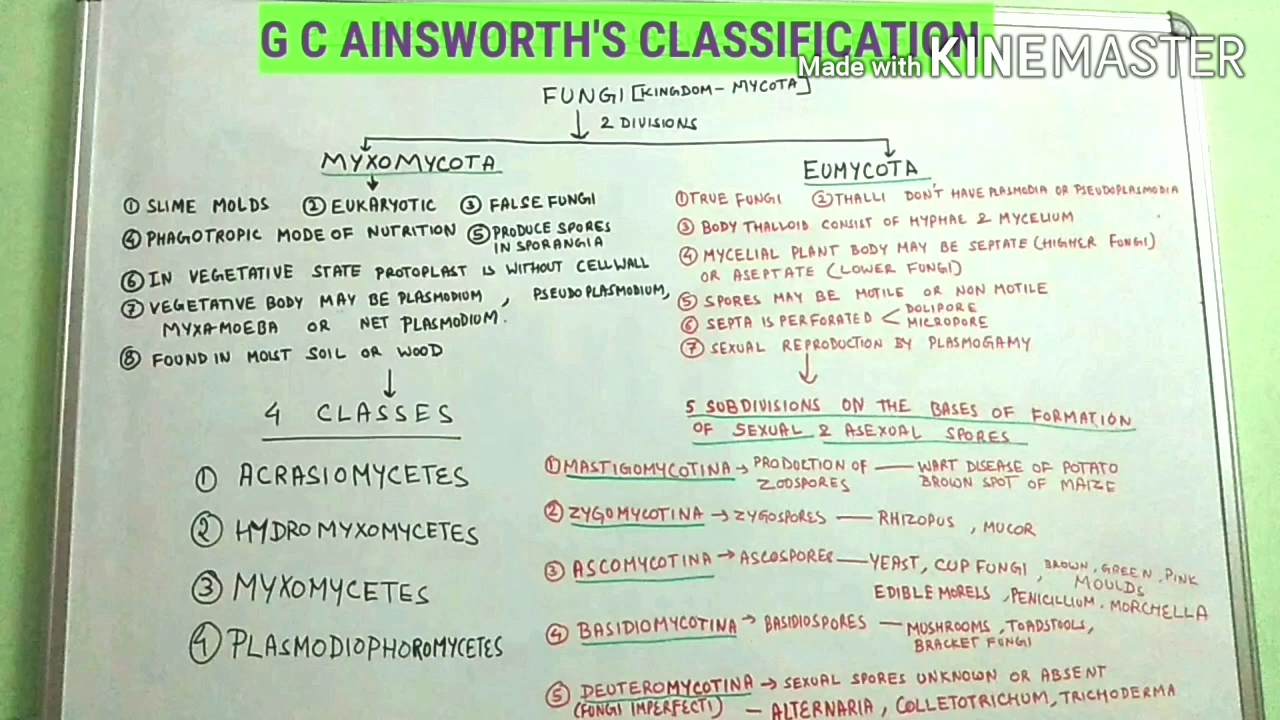 G C AINSWORTH'S CLASSIFICATION
Made with KINEMASTER
FUNGI [KINGDOM - MYCOTA]
2 DIVISIONS
MYXOMYCOTA
① SLIME MOLDS ② EUKARYOTIC ③ FALSE FUNGI
④ PHAGOTROPIC MODE OF NUTRITION ⑤ PRODUCE SPORES
IN SPORANGIA
⑥ IN VEGETATIVE STATE PROTOPLAST IS WITHOUT CELL WALL
⑦ VEGETATIVE BODY MAY BE PLASMODIUM , PSEUDOPLASMODIUM,
MYXA-MOEBA OR NET PLASMODIUM.
⑧ FOUND IN MOIST SOIL OR WOOD
4 CLASSES
① ACRASIOMYCETES
② HYDROMYXOMYCETES
③ MYXOMYCETES
④ PLASMODIOPHOROMYCETES
EUMYCOTA
① TRUE FUNGI ② THALLI DON'T HAVE PLASMODIA OR PSEUDOPLASMODIA
③ BODY THALLOID CONSIST OF HYPHAE & MYCELIUM
④ MYCELIAL PLANT BODY MAY BE SEPTATE (HIGHER FUNGI)
OR ASEPTATE (LOWER FUNGI)
⑤ SPORES MAY BE MOTILE OR NON MOTILE
⑥ SEPTA IS PERFORATED < DOLIPORE
MICROPORE
⑦ SEXUAL REPRODUCTION BY PLASMOGAMY
5 SUBDIVISIONS ON THE BASES OF FORMATION
OF SEXUAL & ASEXUAL SPORES
① MASTIGOMYCOTINA → PRODUCTION OF — WART DISEASE OF POTATO
ZOOSPORES BROWN SPOT OF MAIZE
② ZYGOMYCOTINA → ZYGOSPORES — RHIZOPUS , MUCOR
③ ASCOMYCOTINA → ASCOSPORES — YEAST, CUP FUNGI , BROWN, GREEN, PINK
MOULDS
EDIBLE MORELS , PENICILLIUM. MORCHELLA
④ BASIDIOMYCOTINA → BASIDIOSPORES — MUSHROOMS , TOADSTOOLS,
BRACKET FUNGI
⑤ DEUTEROMYCOTINA → SEXUAL SPORES UNKNOWN OR ABSENT
(FUNGI IMPERFECTI) — ALTERNARIA , COLLETOTRICHUM, TRICHODERMA